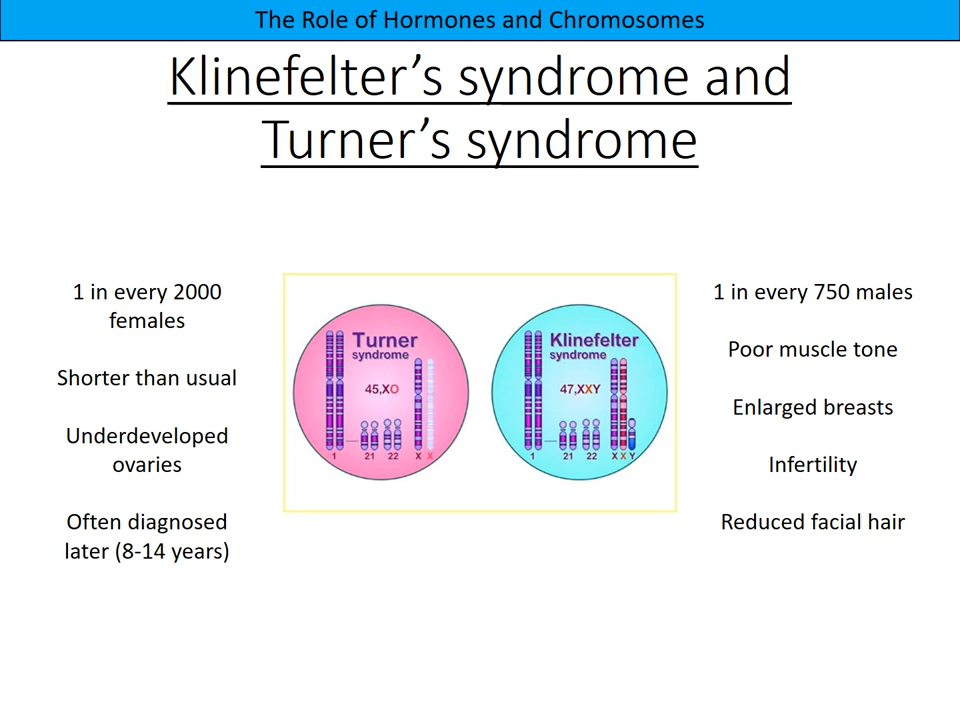 The Role of Hormones and Chromosomes
Klinefelter’s syndrome and
Turner’s syndrome
1 in every 2000
females
Shorter than usual
Underdeveloped
ovaries
Often diagnosed
later (8-14 years)
Turner
syndrome
45,XO
1 21 22 X X
Klinefelter
syndrome
47,XXY
1 21 22 X X Y
1 in every 750 males
Poor muscle tone
Enlarged breasts
Infertility
Reduced facial hair